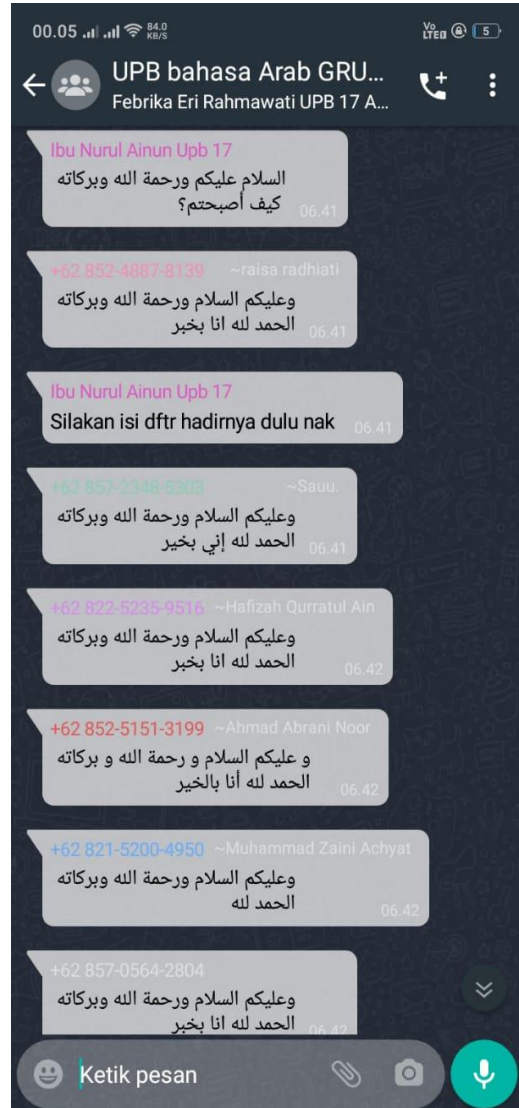 00.05 84.0 KB/S Vo LTE 5
UPB bahasa Arab GRU...
Febrika Eri Rahmawati UPB 17 A...
Ibu Nurul Ainun Upb 17
السلام عليكم ورحمة الله وبركاته
كيف أصبحتم؟ 06.41
+62 852-4887-8139 ~raisa radhiati
وعليكم السلام ورحمة الله وبركاته
الحمد لله انا بخبر 06.41
Ibu Nurul Ainun Upb 17
Silakan isi dftr hadirnya dulu nak 06.41
+62 857-2348-5303 ~Sauu.
وعليكم السلام ورحمة الله وبركاته
الحمد لله إني بخير 06.41
+62 822-5235-9516 ~Hafizah Qurratul Ain
وعليكم السلام ورحمة الله وبركاته
الحمد لله انا بخبر 06.42
+62 852-5151-3199 ~Ahmad Abrani Noor
و عليكم السلام و رحمة الله و بركاته
الحمد لله أنا بالخير 06.42
+62 821-5200-4950 ~Muhammad Zaini Achyat
وعليكم السلام ورحمة الله وبركاته
الحمد لله 06.42
+62 857-0564-2804
وعليكم السلام ورحمة الله وبركاته
الحمد لله انا بخبر 06.42
Ketik pesan